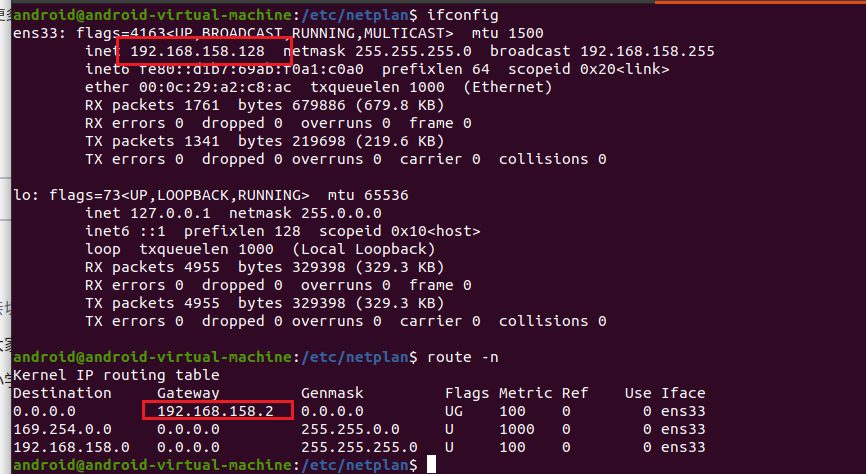 android@android-virtual-machine:/etc/netplan$ ifconfig
ens33: flags=4163<UP,BROADCAST,RUNNING,MULTICAST>  mtu 1500
        inet 192.168.158.128  netmask 255.255.255.0  broadcast 192.168.158.255
        inet6 fe80::d1b7:69ab:f0a1:c0a0  prefixlen 64  scopeid 0x20<link>
        ether 00:0c:29:a2:c8:ac  txqueuelen 1000  (Ethernet)
        RX packets 1761  bytes 679886 (679.8 KB)
        RX errors 0  dropped 0  overruns 0  frame 0
        TX packets 1341  bytes 219698 (219.6 KB)
        TX errors 0  dropped 0 overruns 0  carrier 0  collisions 0
lo: flags=73<UP,LOOPBACK,RUNNING>  mtu 65536
        inet 127.0.0.1  netmask 255.0.0.0
        inet6 ::1  prefixlen 128  scopeid 0x10<host>
        loop  txqueuelen 1000  (Local Loopback)
        RX packets 4955  bytes 329398 (329.3 KB)
        RX errors 0  dropped 0  overruns 0  frame 0
        TX packets 4955  bytes 329398 (329.3 KB)
        TX errors 0  dropped 0 overruns 0  carrier 0  collisions 0
android@android-virtual-machine:/etc/netplan$ route -n
Kernel IP routing table
Destination     Gateway         Genmask         Flags Metric Ref    Use Iface
0.0.0.0         192.168.158.2   0.0.0.0         UG    100    0        0 ens33
169.254.0.0     0.0.0.0         255.255.0.0     U     1000   0        0 ens33
192.168.158.0   0.0.0.0         255.255.255.0   U     100    0        0 ens33
android@android-virtual-machine:/etc/netplan$